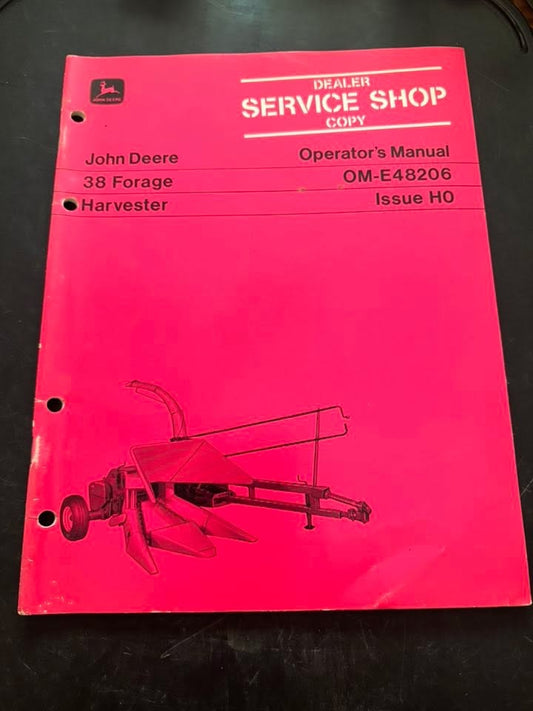 JOHN DEERE
DEALER
SERVICE SHOP
COPY
John Deere
38 Forage
Harvester
Operator's Manual
OM-E48206
Issue H0